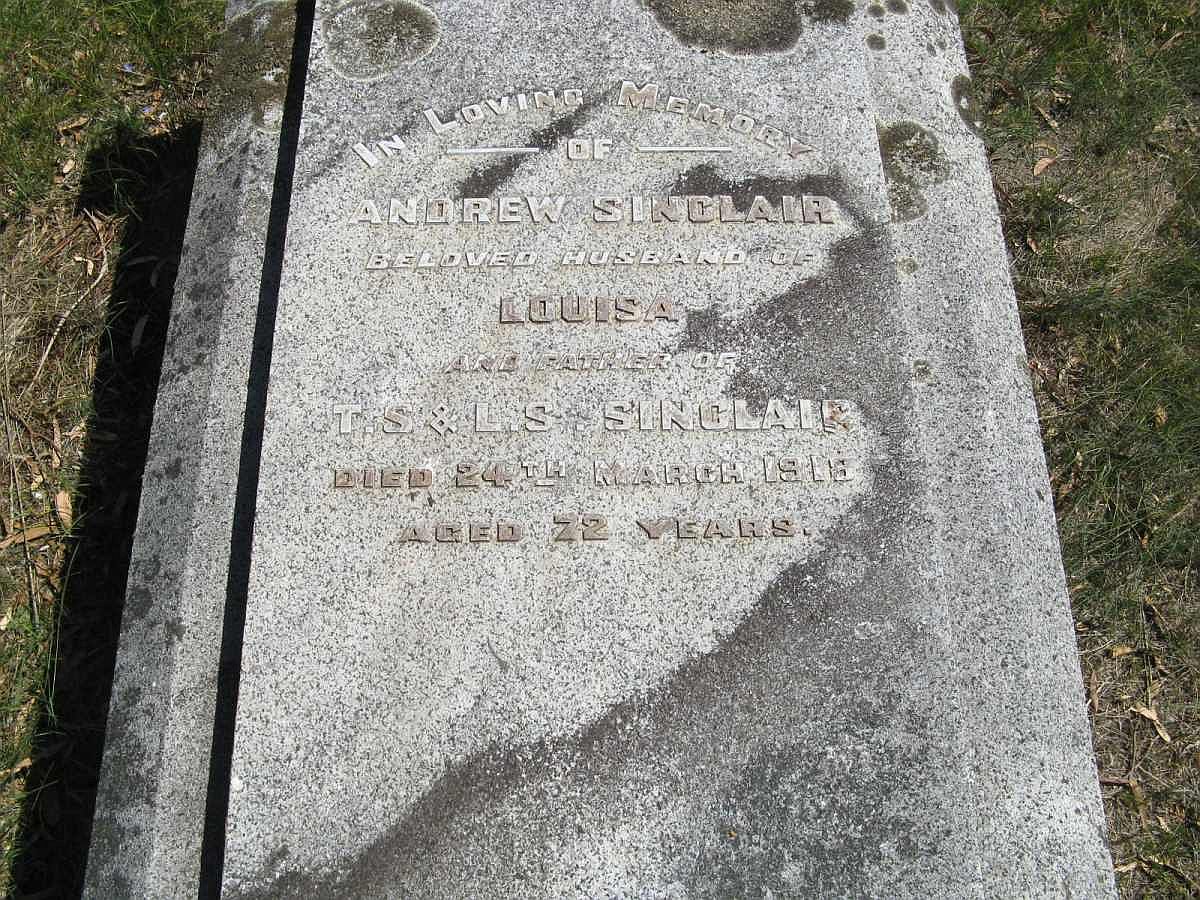 In Loving Memory
OF
ANDREW SINCLAIR
BELOVED HUSBAND OF
LOUISA
AND FATHER OF
T.S & L.S. SINCLAIR
DIED 24TH MARCH 1918
AGED 72 YEARS.